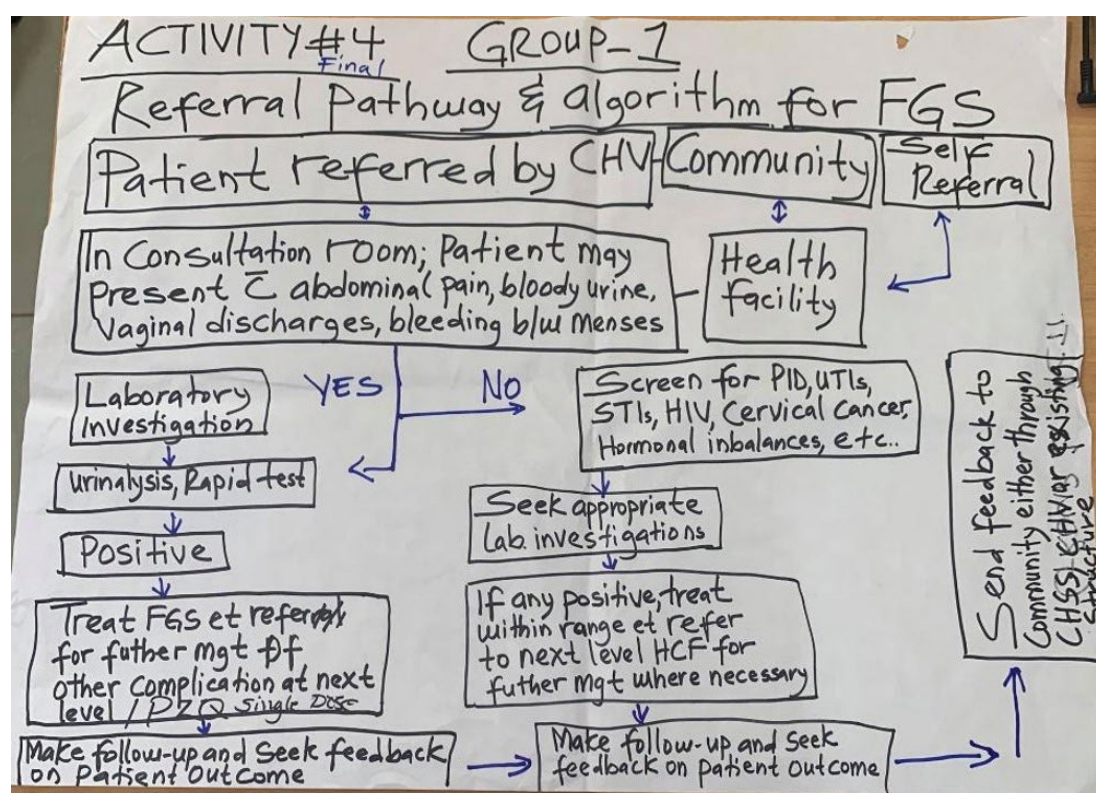 ACTIVITY#4 GROUP-1
Final
Referral Pathway & algorithm for FGS
Patient referred by CHV
Community
Self
Referral
In Consultation room; Patient may
Present c̅ abdominal pain, bloody urine,
Vaginal discharges, bleeding b/w menses
Health
facility
YES
NO
Laboratory
Investigation
Urinalysis, Rapid test
Positive
Treat FGS et referral
for futher mgt of
other complication at next
level / PZQ Single Dose
Make follow-up and Seek feedback
on Patient Outcome
Screen for PID, UTIs,
STIs, HIV, Cervical Cancer,
Hormonal inbalances, etc..
Seek appropriate
Lab. investigations
If any positive, treat
within range et refer
to next level HCF for
futher mgt where necessary
Make follow-up and Seek
feedback on patient Outcome
Send feedback to
Community either through
CHSS, CHV or existing
structure